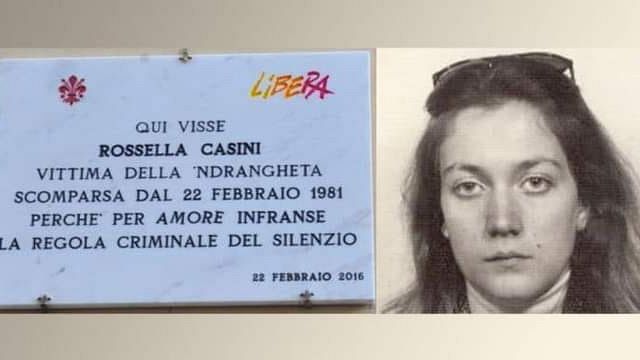 LiBERA
QUI VISSE
ROSSELLA CASINI
VITTIMA DELLA 'NDRANGHETA
SCOMPARSA DAL 22 FEBBRAIO 1981
PERCHE' PER AMORE INFRANSE
LA REGOLA CRIMINALE DEL SILENZIO
22 FEBBRAIO 2016